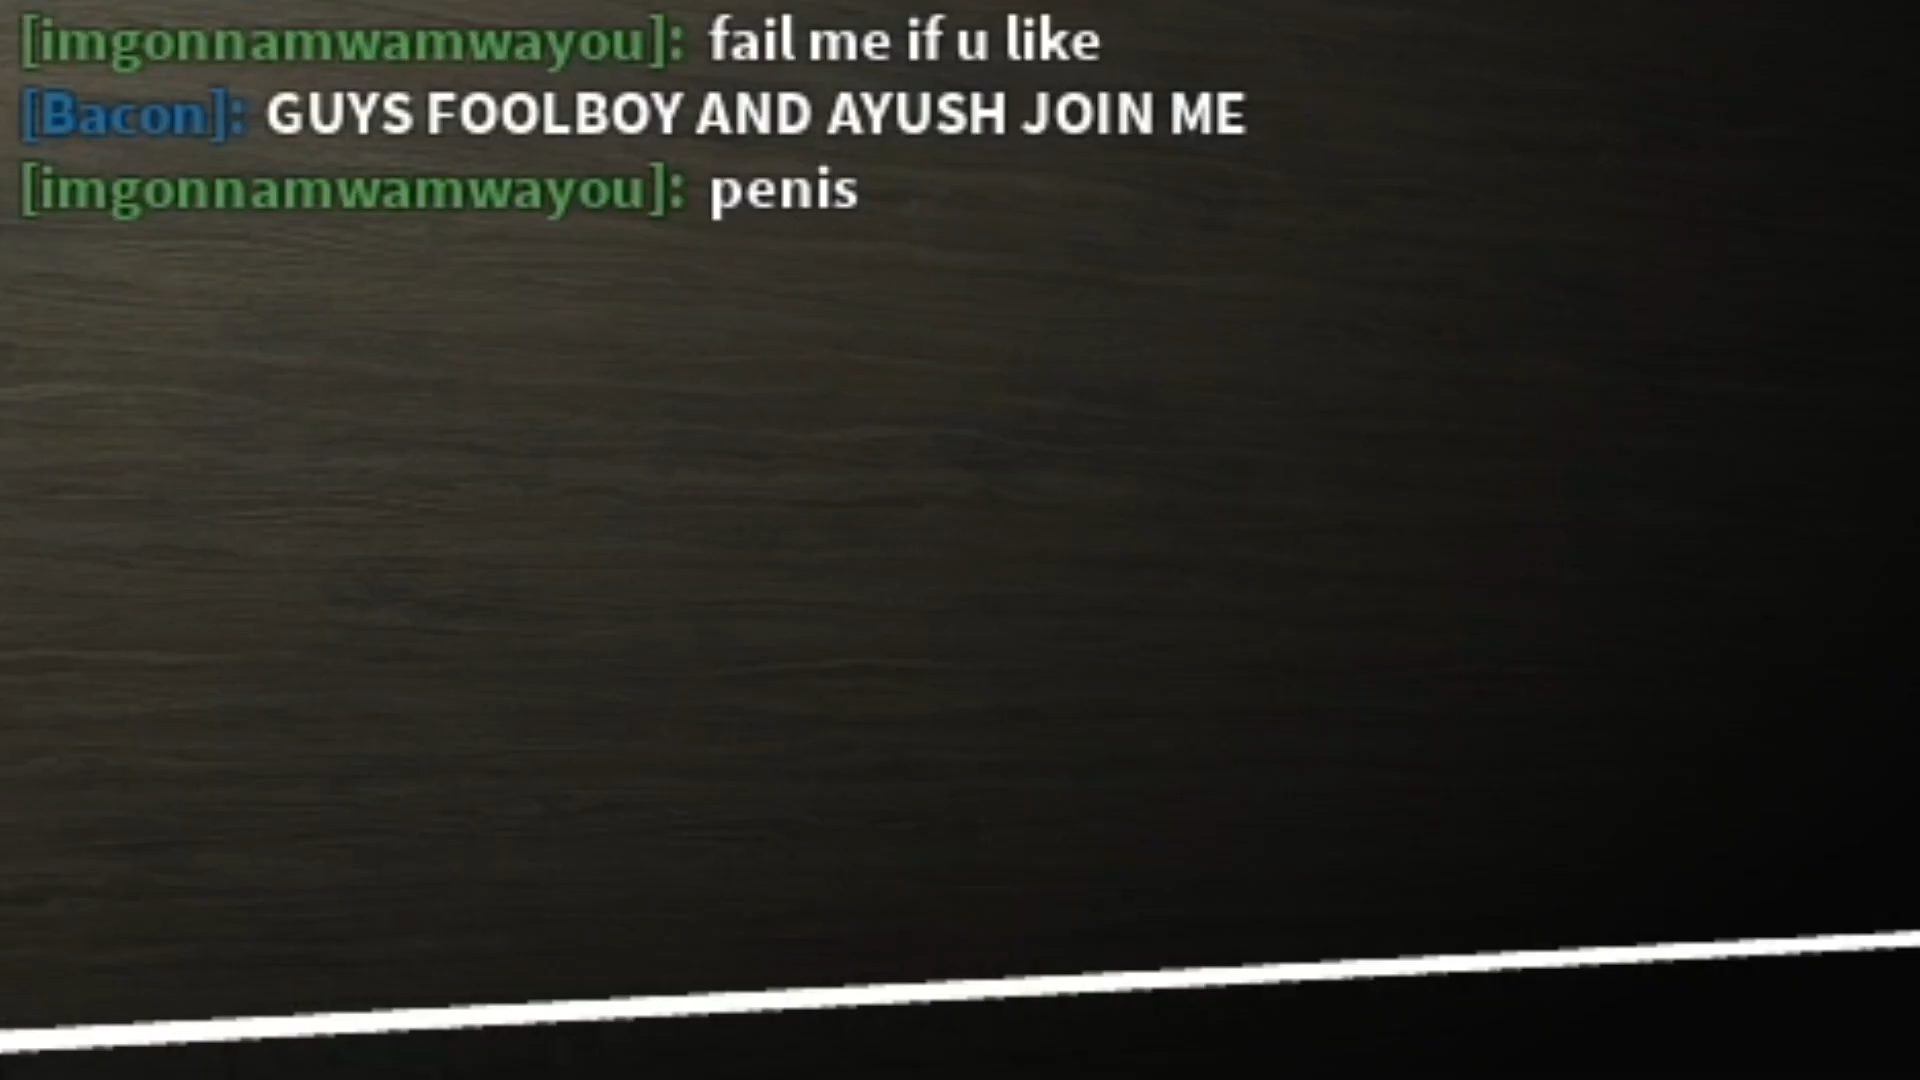 [imgonnamwamwayou]: fail me if u like
[Bacon]: GUYS FOOLBOY AND AYUSH JOIN ME
[imgonnamwamwayou]: penis